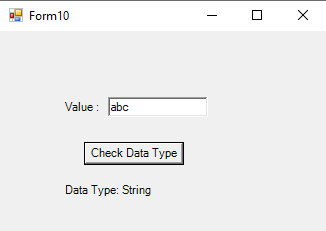 Form10
Value : abc
Check Data Type
Data Type: String